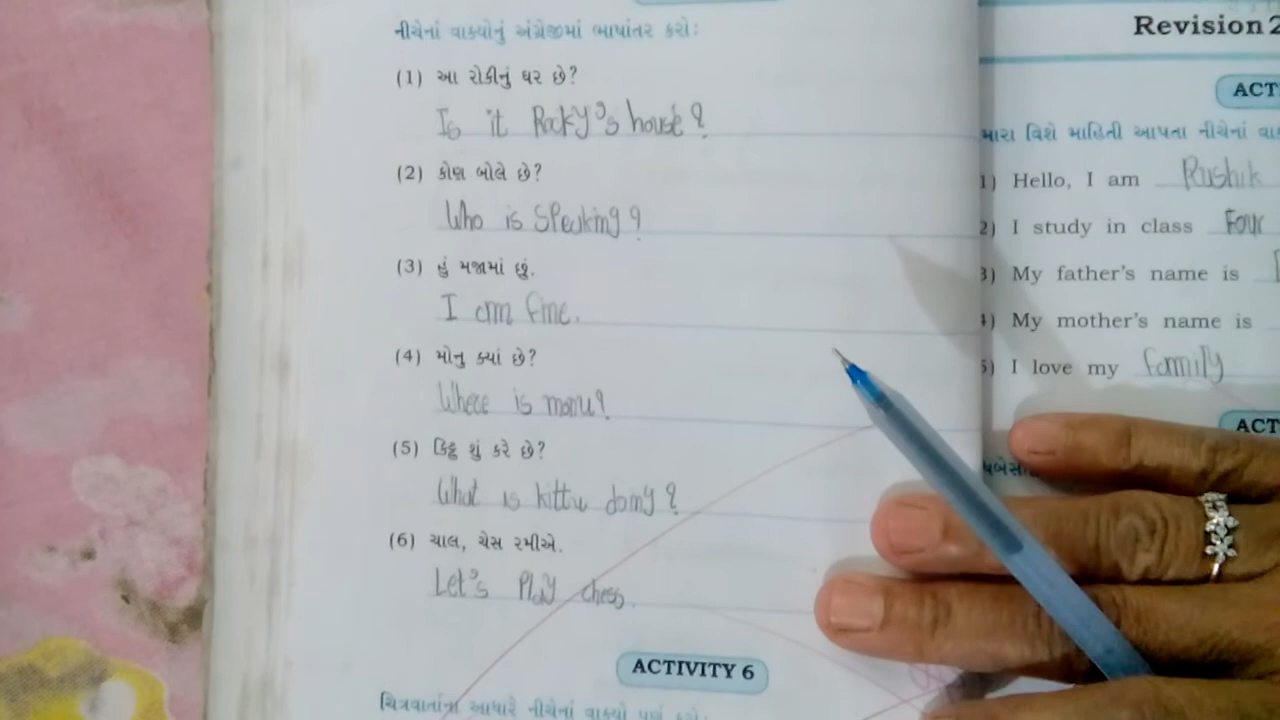 નીચેનાં વાક્યોનું અંગ્રેજીમાં ભાષાંતર કરો:
(1) આ રોકીનું ઘર છે?
Is it Rocky's house?
(2) કોણ બોલે છે?
Who is Speaking?
(3) હું મજામાં છું.
I am fine.
(4) મોનુ ક્યાં છે?
Where is monu?
(5) કિટ્ટુ શું કરે છે?
What is kittu doing?
(6) ચાલ, ચેસ રમીએ.
Let's Play chess.
ACTIVITY 6
ચિત્રવાર્તાના આધારે નીચેનાં વાક્યો પૂર્ણ કરો:
Revision 2
ACT
મારા વિશે માહિતી આપતા નીચેનાં
1) Hello, I am Rushik
2) I study in class Four
3) My father's name is
4) My mother's name is
5) I love my family
ACT